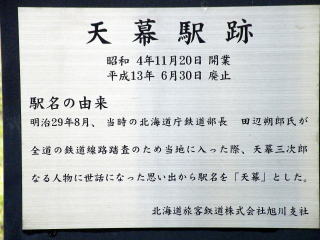 天幕駅跡
昭和 4年11月20日 開業
平成13年 6月30日 廃止
駅名の由来
明治29年8月、当時の北海道庁鉄道部長 田辺朔郎氏が
全道の鉄道線路踏査のため当地に入った際、天幕三次郎
なる人物に世話になった思い出から駅名を「天幕」とした。
北海道旅客鉄道株式会社旭川支社